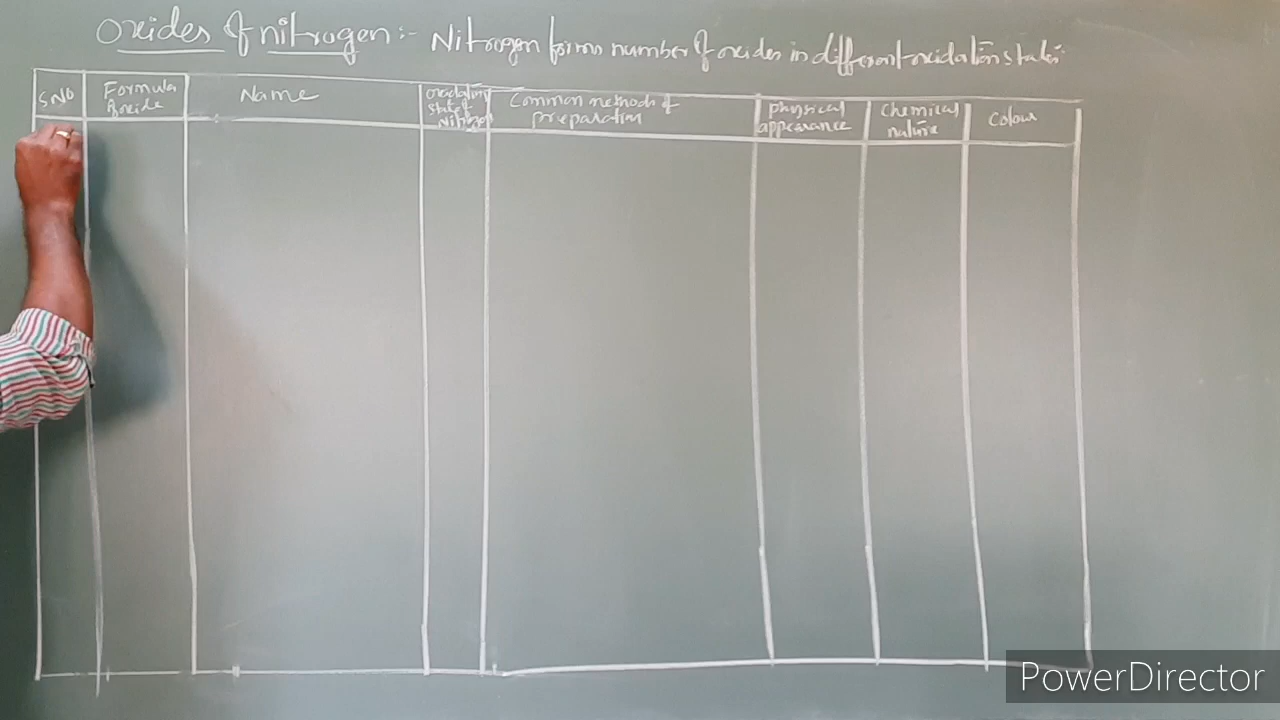 Oxides of nitrogen:- Nitrogen forms number of oxides in different oxidation states.
S.No
Formula of oxide
Name
Oxidation state of Nitrogen
Common methods of preparation
physical appearance
Chemical nature
Colour
PowerDirector